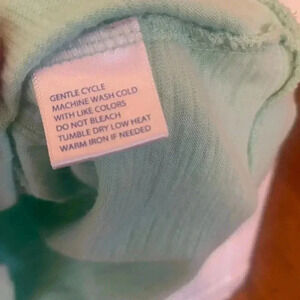 GENTLE CYCLE
MACHINE WASH COLD
WITH LIKE COLORS
DO NOT BLEACH
TUMBLE DRY LOW HEAT
WARM IRON IF NEEDED